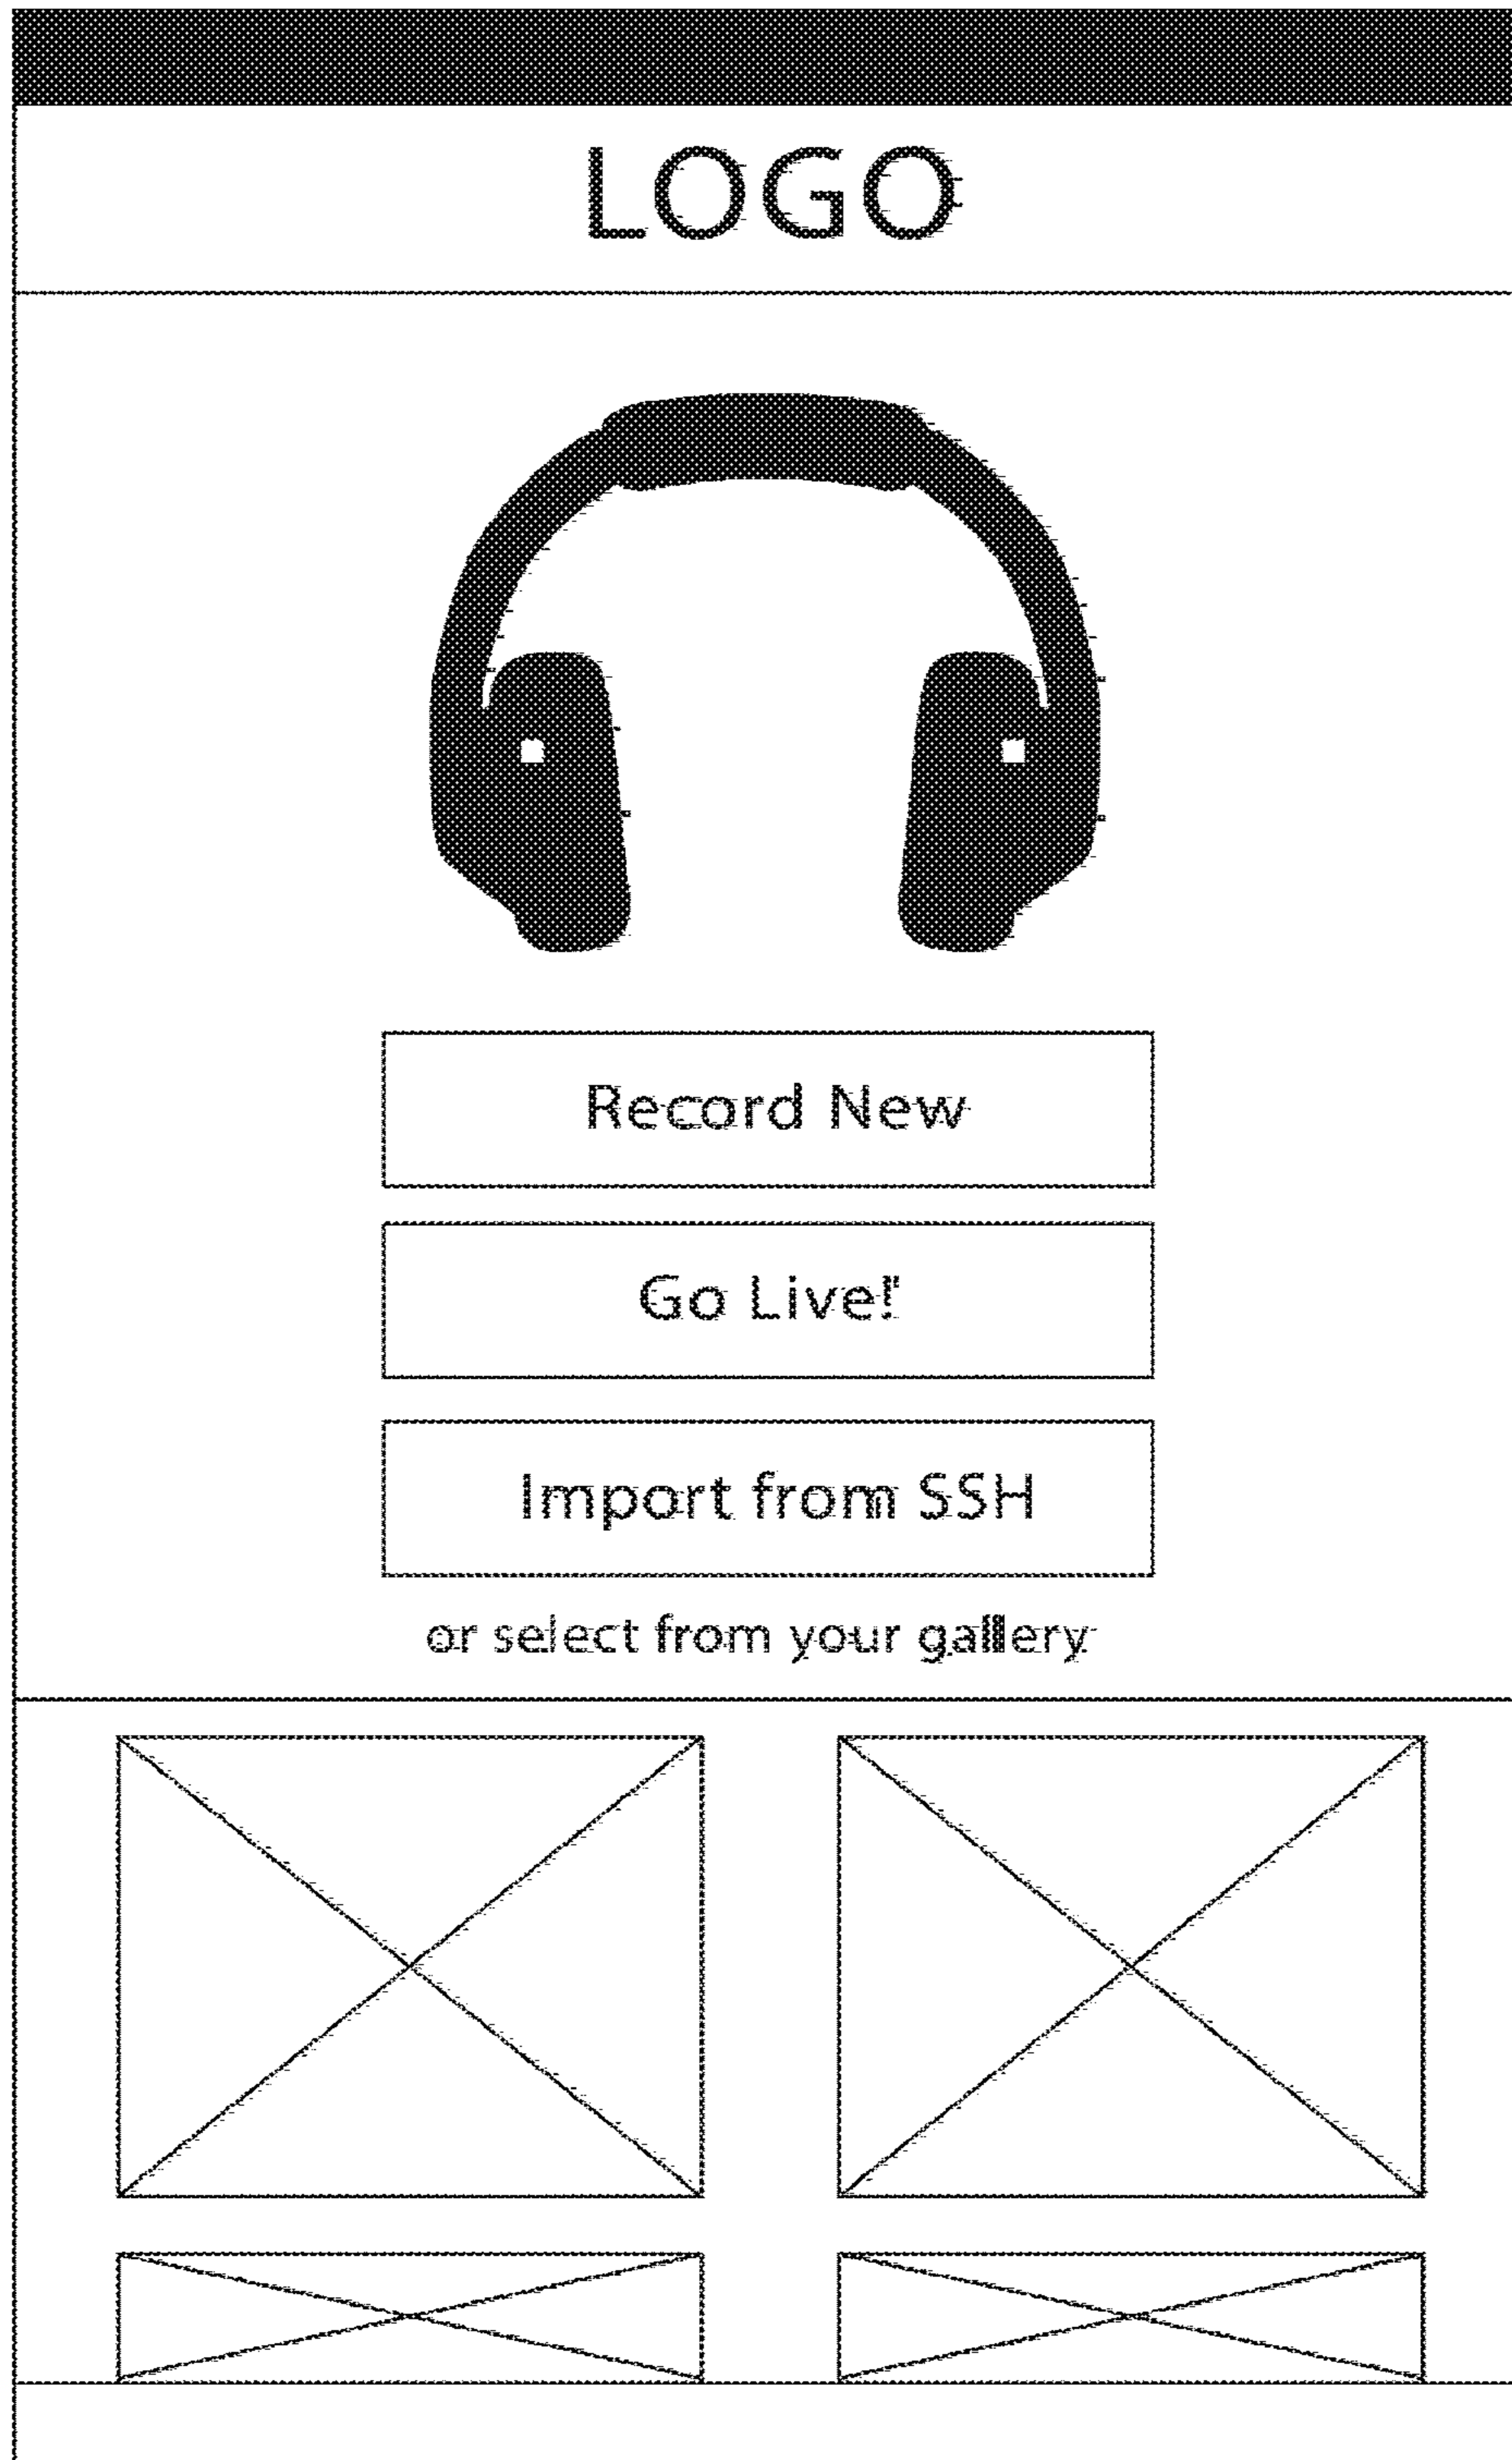 LOGO
Record New
Go Live!
Import from SSH
or select from your gallery